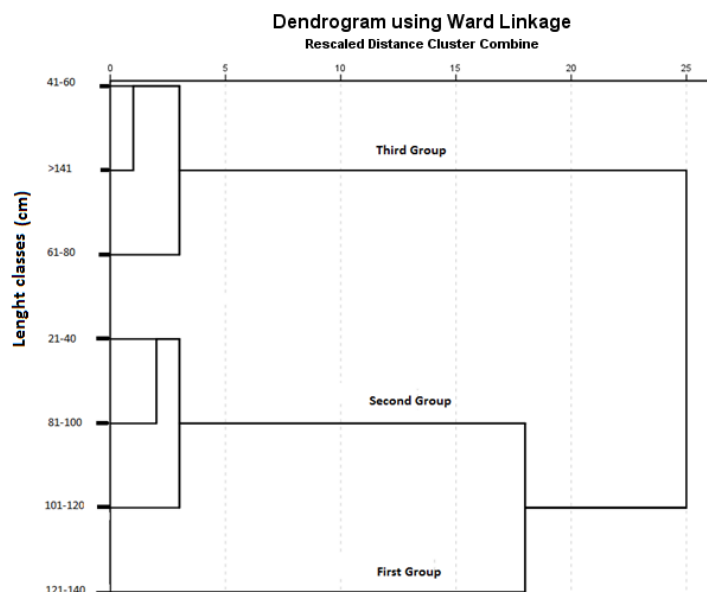 Dendrogram using Ward Linkage
Rescaled Distance Cluster Combine
0 5 10 15 20 25
Lenght classes (cm)
41-60
Third Group
>141
61-80
21-40
Second Group
81-100
101-120
First Group
121-140